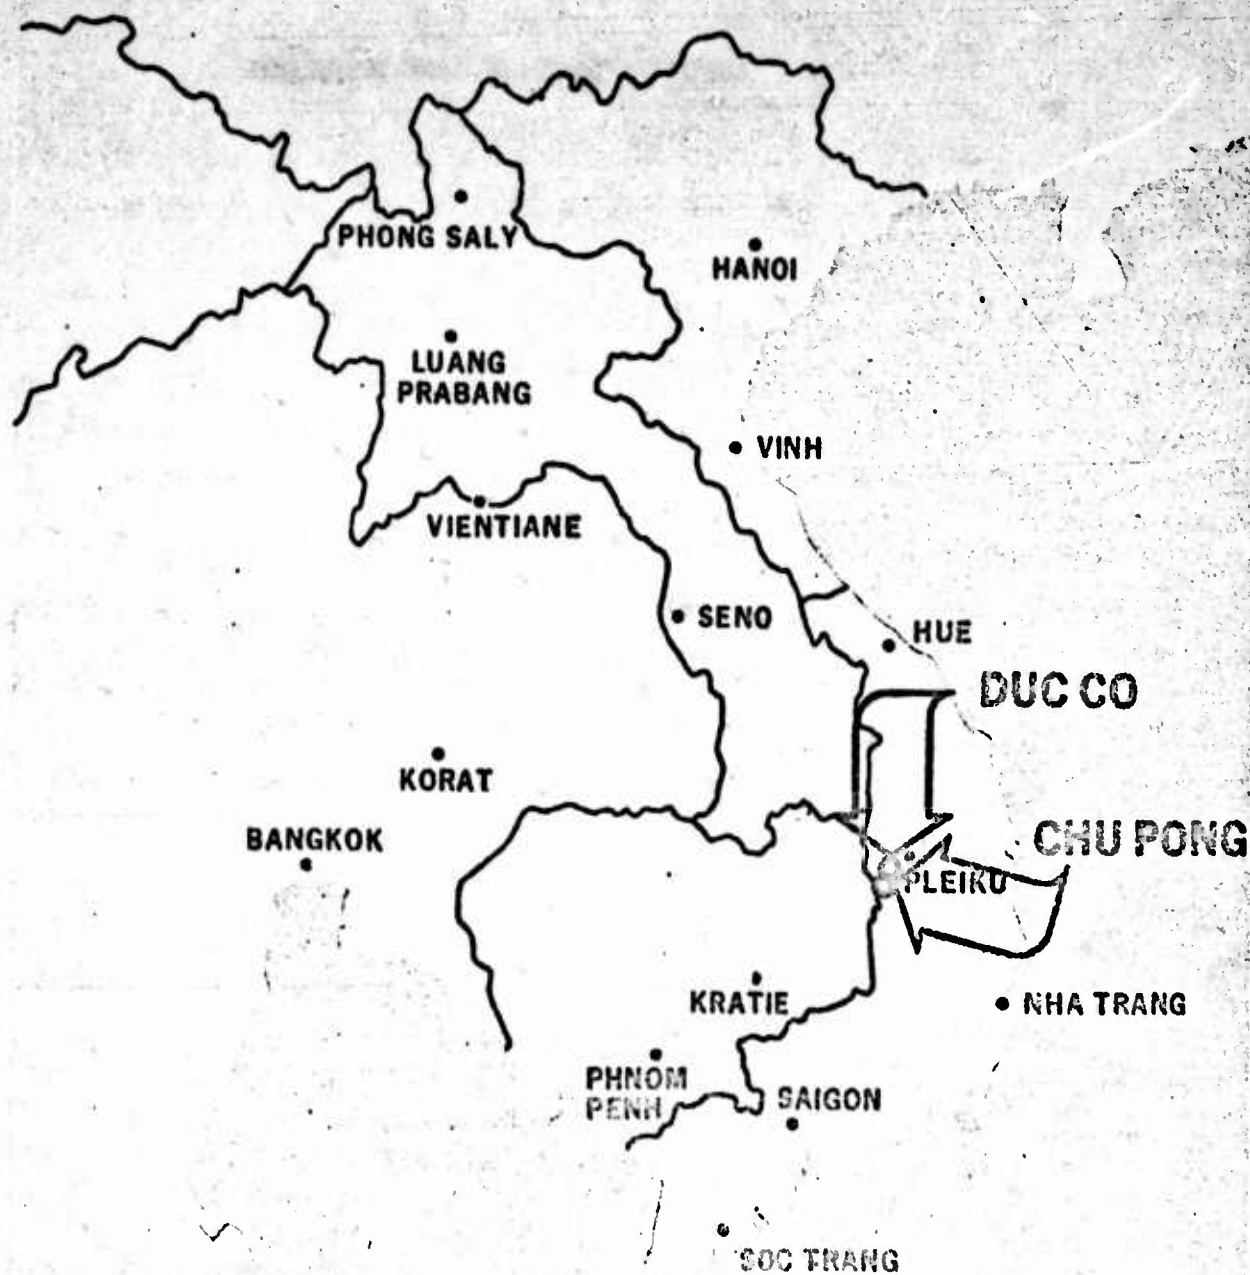 PHONG SALY
HANOI
LUANG
PRABANG
VINH
VIENTIANE
SENO
HUE
DUC CO
KORAT
BANGKOK
CHU PONG
PLEIKU
KRATIE
NHA TRANG
PHNOM
PENH
SAIGON
SOC TRANG